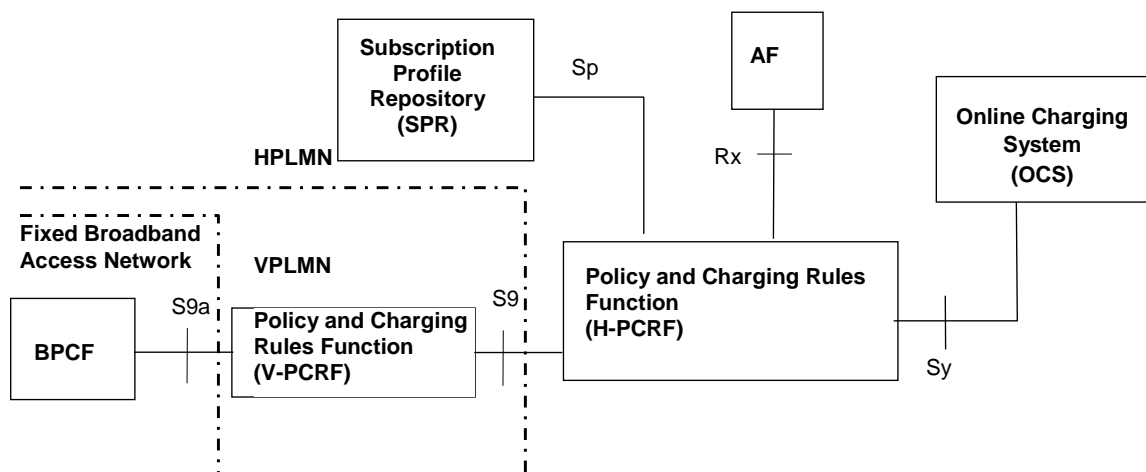 Subscription
Profile
Repository
(SPR)
Sp
AF
Rx
Online Charging
System
(OCS)
HPLMN
Fixed Broadband
Access Network
VPLMN
S9a
S9
BPCF
Policy and Charging
Rules Function
(V-PCRF)
Policy and Charging Rules
Function
(H-PCRF)
Sy